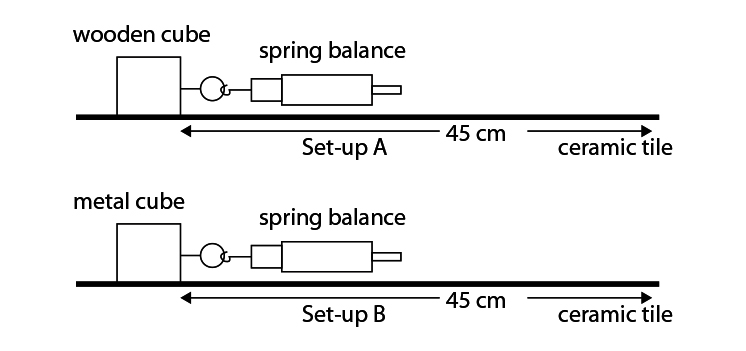 wooden cube
spring balance
45 cm
Set-up A
ceramic tile
metal cube
spring balance
45 cm
Set-up B
ceramic tile